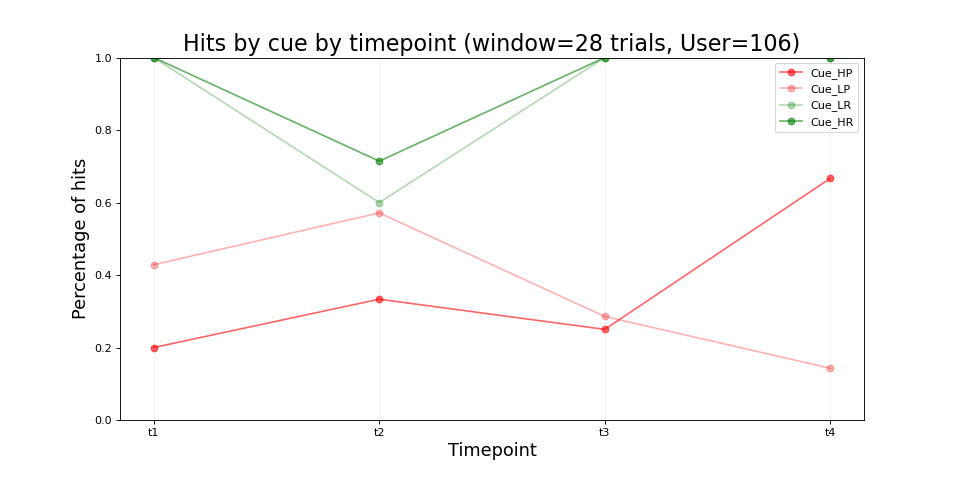 Hits by cue by timepoint (window=28 trials, User=106)
Percentage of hits
1.0
0.8
0.6
0.4
0.2
0.0
Cue_HP
Cue_LP
Cue_LR
Cue_HR
t1 t2 t3 t4
Timepoint